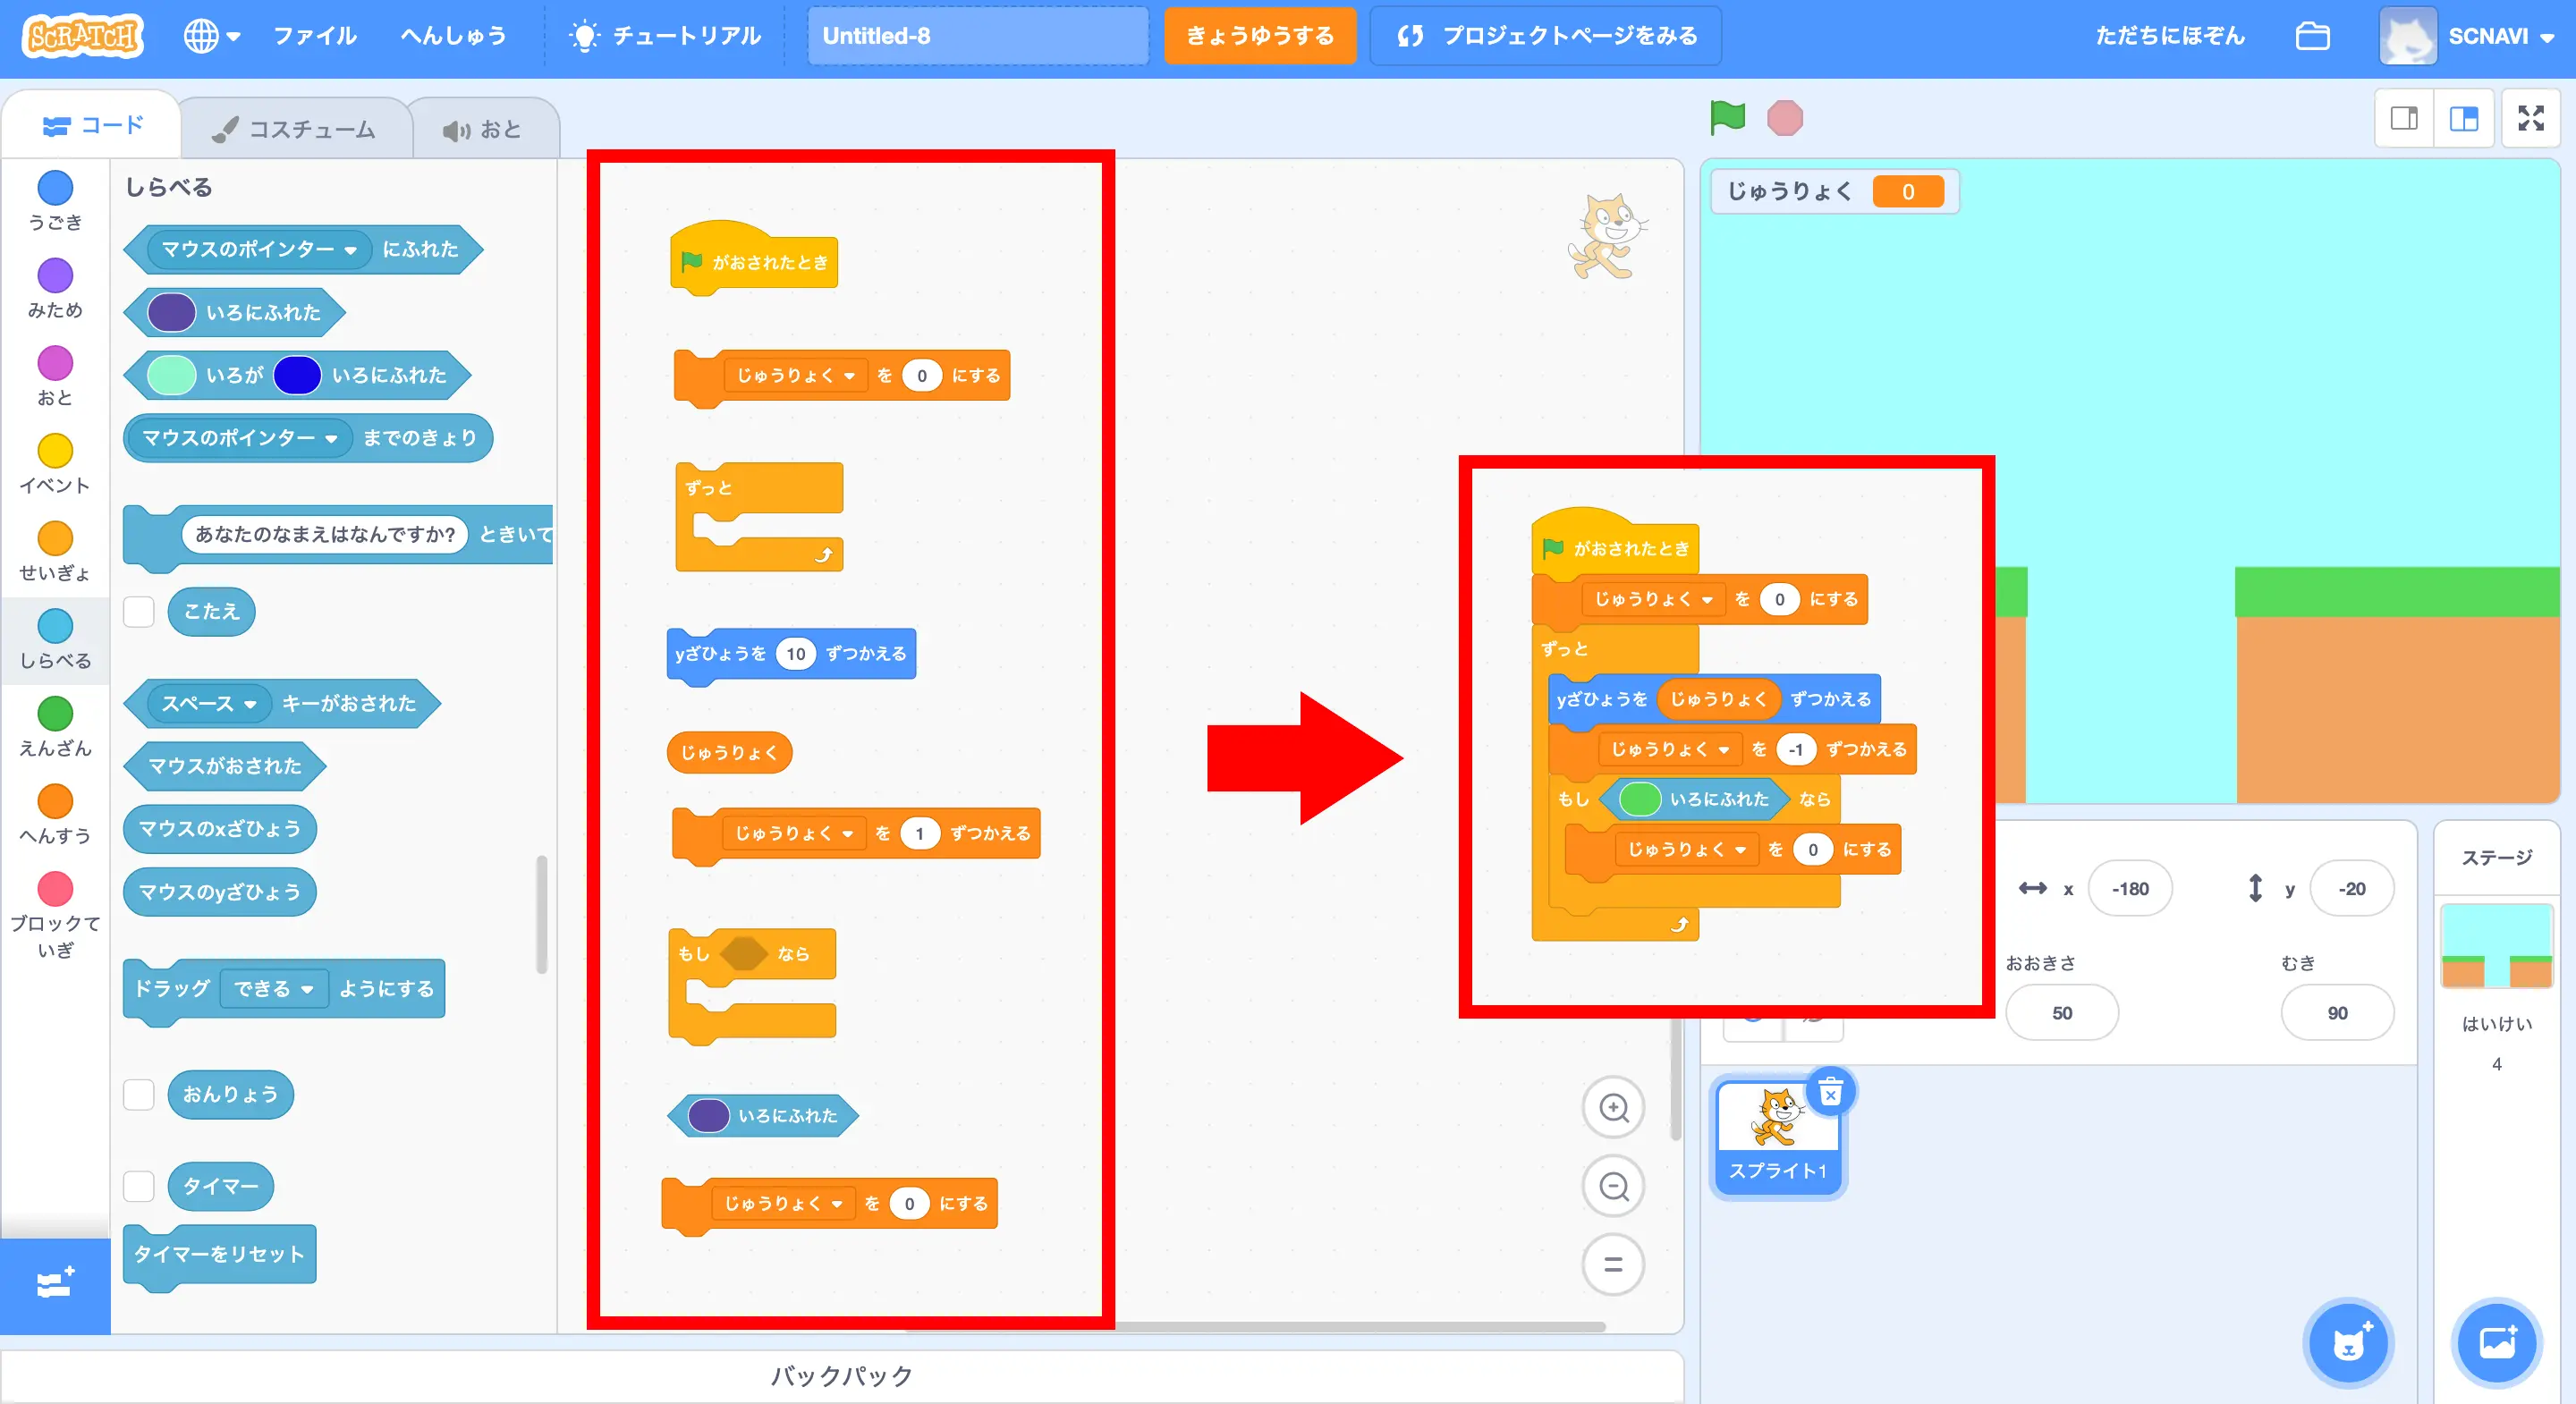 SCRATCH
ファイル
へんしゅう
チュートリアル
Untitled-8
きょうゆうする
プロジェクトページをみる
ただちにほぞん
SCNAVI
コード
コスチューム
おと
うごき
みため
おと
イベント
せいぎょ
しらべる
えんざん
へんすう
ブロックて
いぎ
しらべる
マウスのポインター にふれた
いろにふれた
いろが いろにふれた
マウスのポインター までのきょり
あなたのなまえはなんですか? ときいて
こたえ
スペース キーがおされた
マウスがおされた
マウスのxざひょう
マウスのyざひょう
ドラッグ できる ようにする
おんりょう
タイマー
タイマーをリセット
がおされたとき
じゅうりょく を 0 にする
ずっと
yざひょうを 10 ずつかえる
じゅうりょく
じゅうりょく を 1 ずつかえる
もし なら
いろにふれた
じゅうりょく を 0 にする
がおされたとき
じゅうりょく を 0 にする
ずっと
yざひょうを じゅうりょく ずつかえる
じゅうりょく を -1 ずつかえる
もし いろにふれた なら
じゅうりょく を 0 にする
バックパック
じゅうりょく 0
x -180 y -20
おおきさ むき
50 90
スプライト1
ステージ
はいけい
4